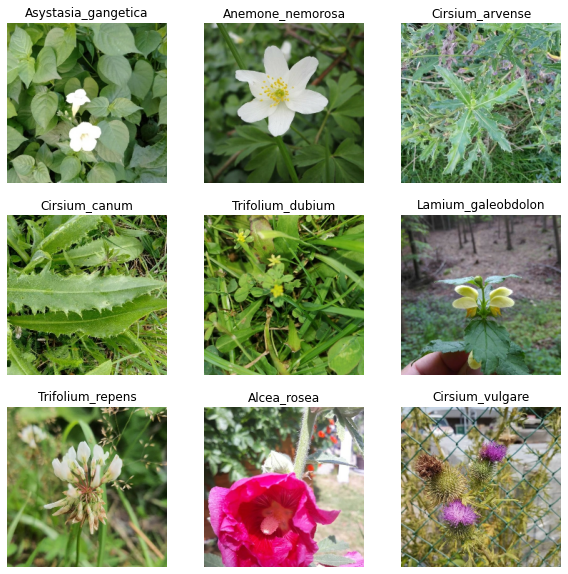 Asystasia_gangetica
Anemone_nemorosa
Cirsium_arvense
Cirsium_canum
Trifolium_dubium
Lamium_galeobdolon
Trifolium_repens
Alcea_rosea
Cirsium_vulgare